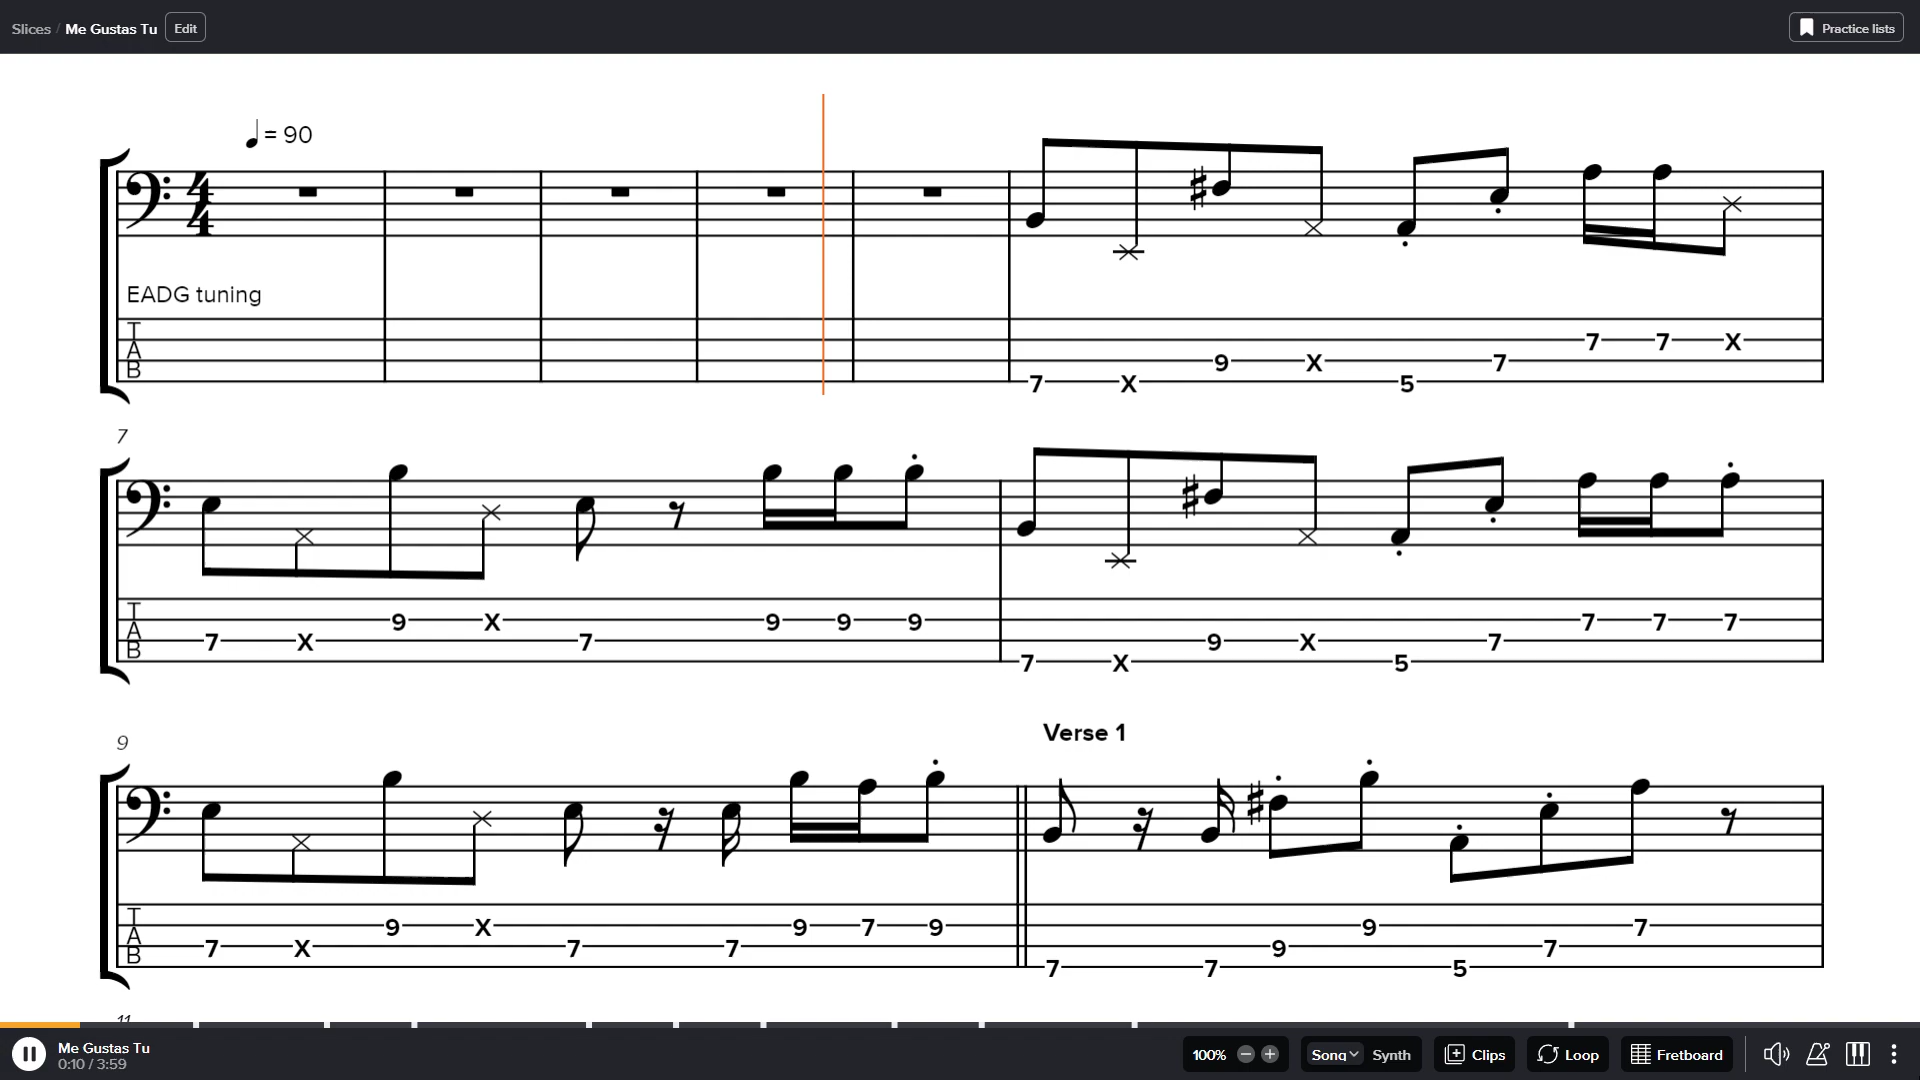 Slices / Me Gustas Tu Edit Practice lists
= 90
4
4
EADG tuning
T
A
B
7 X 9 X 5 7 7 7 X
7
T
A
B
7 X 9 X 7 9 9 9 7 X 9 X 5 7 7 7 7
9
Verse 1
T
A
B
7 X 9 X 7 7 9 7 9 7 7 9 9 5 7 7
11
Me Gustas Tu
0:10 / 3:59
100% Song Synth Clips Loop Fretboard